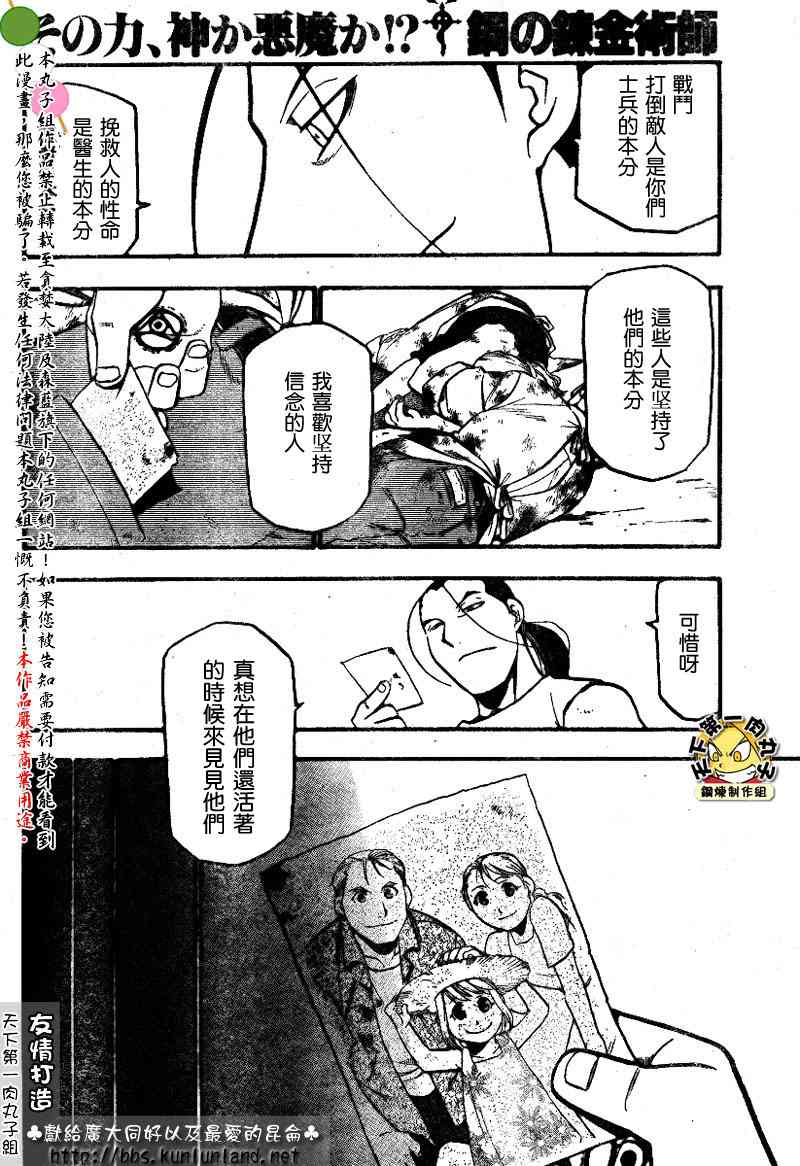 その力、神か悪魔か!?
鋼の錬金術師
戰鬥
打倒敵人是你們
士兵的本分
挽救人的性命
是醫生的本分
這些人是坚持了
他們的本分
我喜歡坚持
信念的人
可惜呀
真想在他們還活著
的時候來見見他們
本丸子組作品禁止轉載至貪婪大陸及森藍旗下的任何網站！如果您被告知需要付款才能看到
此漫畫，那麼您被騙了。若發生任何法律問題本丸子組一慨不負責！本作品嚴禁商業用途。
天下第一肉丸子
鋼煉制作組
友情打造
天下第一肉丸子組
♣獻給廣大同好以及最愛的昆侖♣
http://bbs.kunlunland.net